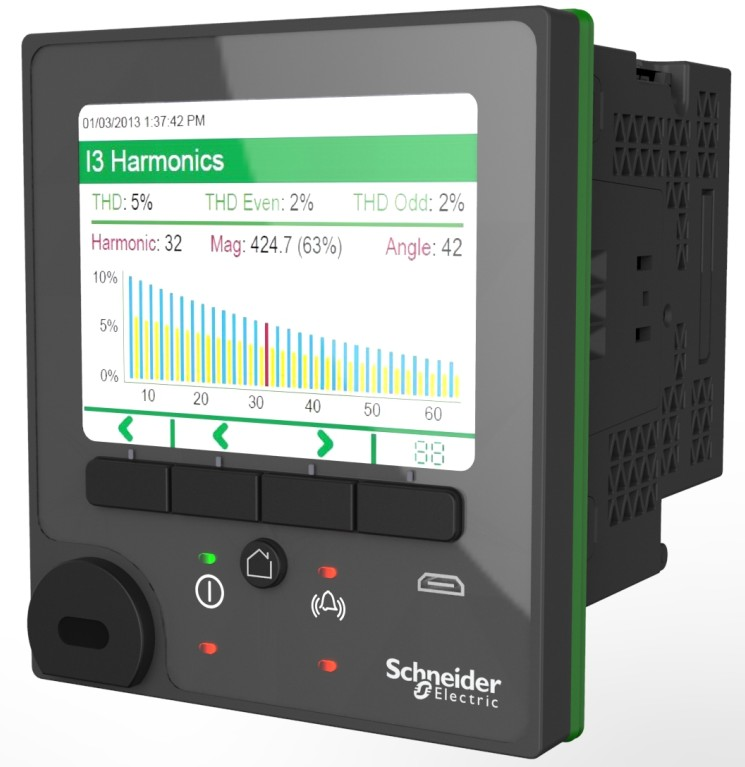 01/03/2013 1:37:42 PM
I3 Harmonics
THD: 5% THD Even: 2% THD Odd: 2%
Harmonic: 32 Mag: 424.7 (63%) Angle: 42
10%
5%
0%
10 20 30 40 50 60
88
Schneider
Electric